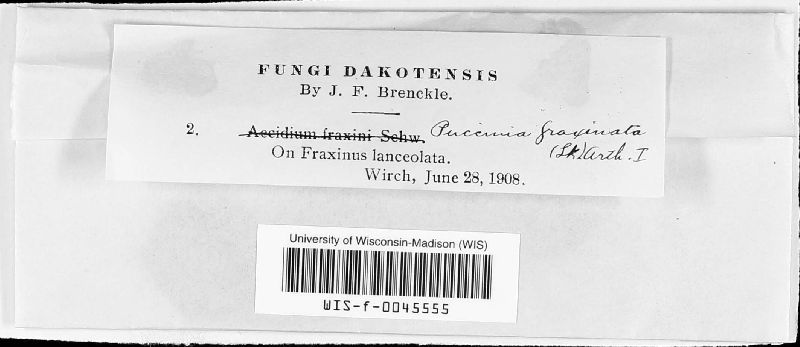 FUNGI DAKOTENSIS
By J. F. Brenckle.
2. Aecidium fraxini Schw. Puccinia fraxinata
(Lk) Arth. I
On Fraxinus lanceolata.
Wirch, June 28, 1908.
University of Wisconsin-Madison (WIS)
WIS-f-0045555